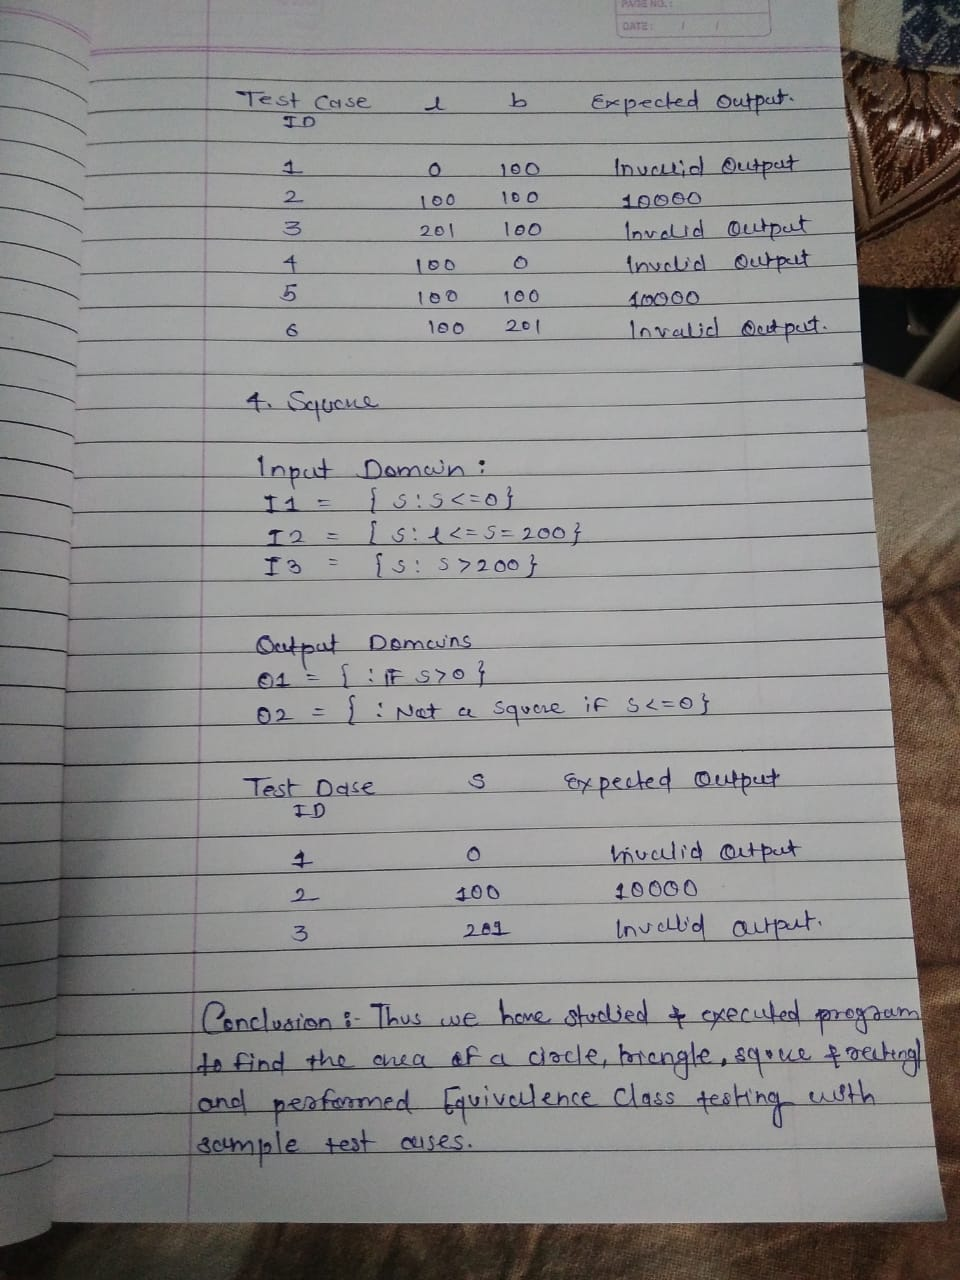 PAGE NO.:
DATE: / /
Test Case l b Expected Output.
ID
1 0 100 Invalid Output
2 100 100 10000
3 201 100 Invalid Output
4 100 0 Invalid Output
5 100 100 10000
6 100 201 Invalid Output.
4. Square
Input Domain :
I1 = { s : s <= 0 }
I2 = { s : 1 <= s = 200 }
I3 = { s : s > 200 }
Output Domains
O1 = { : if s > 0 }
O2 = { : Not a square if s <= 0 }
Test Dase S Expected Output
ID
1 0 Invalid Output
2 100 10000
3 201 Invalid output.
Conclusion :- Thus we have studied & executed program
to find the area of a circle, triangle, square & rectangl
and performed Equivalence Class testing with
sample test cases.